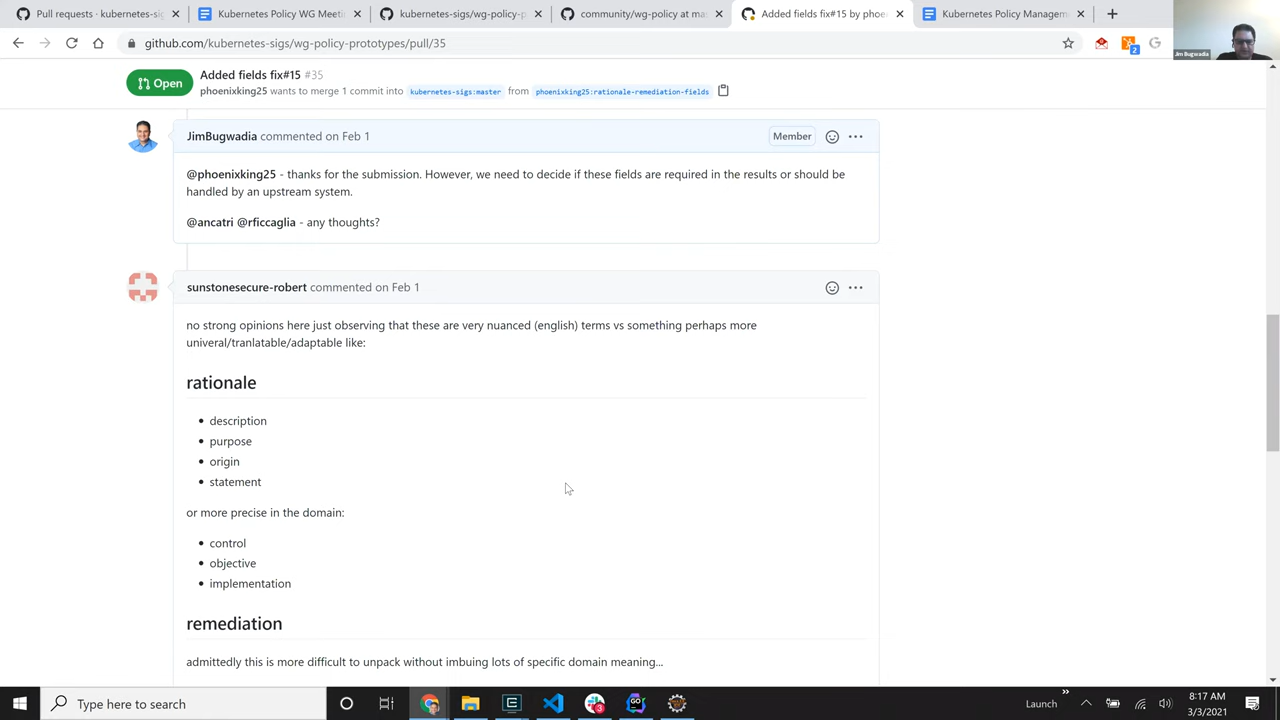 Pull requests · kubernetes-sig
Kubernetes Policy WG Meeti
kubernetes-sigs/wg-policy-p
community/wg-policy at ma
Added fields fix#15 by phoe
Kubernetes Policy Managem
github.com/kubernetes-sigs/wg-policy-prototypes/pull/35
2
Jim Bugwadia
Open
Added fields fix#15 #35
phoenixking25 wants to merge 1 commit into kubernetes-sigs:master from phoenixking25:rationale-remediation-fields
JimBugwadia commented on Feb 1
Member
@phoenixking25 - thanks for the submission. However, we need to decide if these fields are required in the results or should be
handled by an upstream system.
@ancatri @rficcaglia - any thoughts?
sunstonesecure-robert commented on Feb 1
no strong opinions here just observing that these are very nuanced (english) terms vs something perhaps more
univeral/tranlatable/adaptable like:
rationale
• description
• purpose
• origin
• statement
or more precise in the domain:
• control
• objective
• implementation
remediation
admittedly this is more difficult to unpack without imbuing lots of specific domain meaning...
Type here to search
3
GO
Launch
8:17 AM
3/3/2021